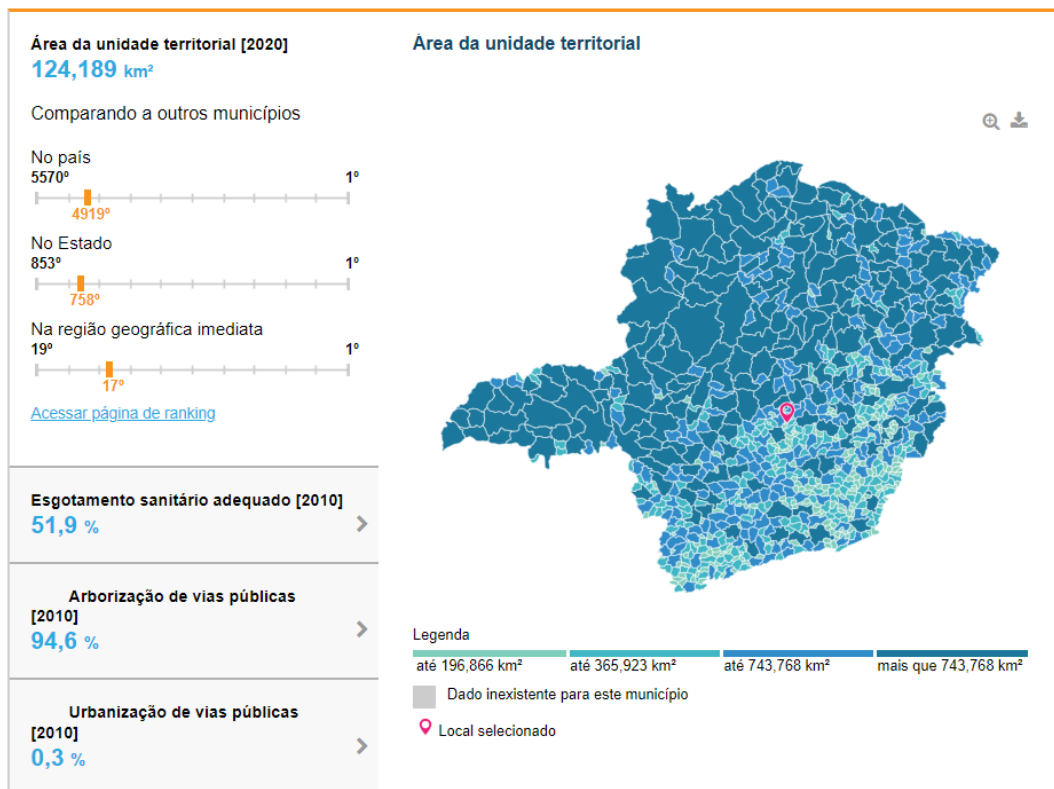 Área da unidade territorial [2020]
124,189 km²
Comparando a outros municípios
No país
5570º 1º
4919º
No Estado
853º 1º
758º
Na região geográfica imediata
19º 1º
17º
Acessar página de ranking
Esgotamento sanitário adequado [2010]
51,9 %
Arborização de vias públicas
[2010]
94,6 %
Urbanização de vias públicas
[2010]
0,3 %
Área da unidade territorial
Legenda
até 196,866 km² até 365,923 km² até 743,768 km² mais que 743,768 km²
Dado inexistente para este município
Local selecionado